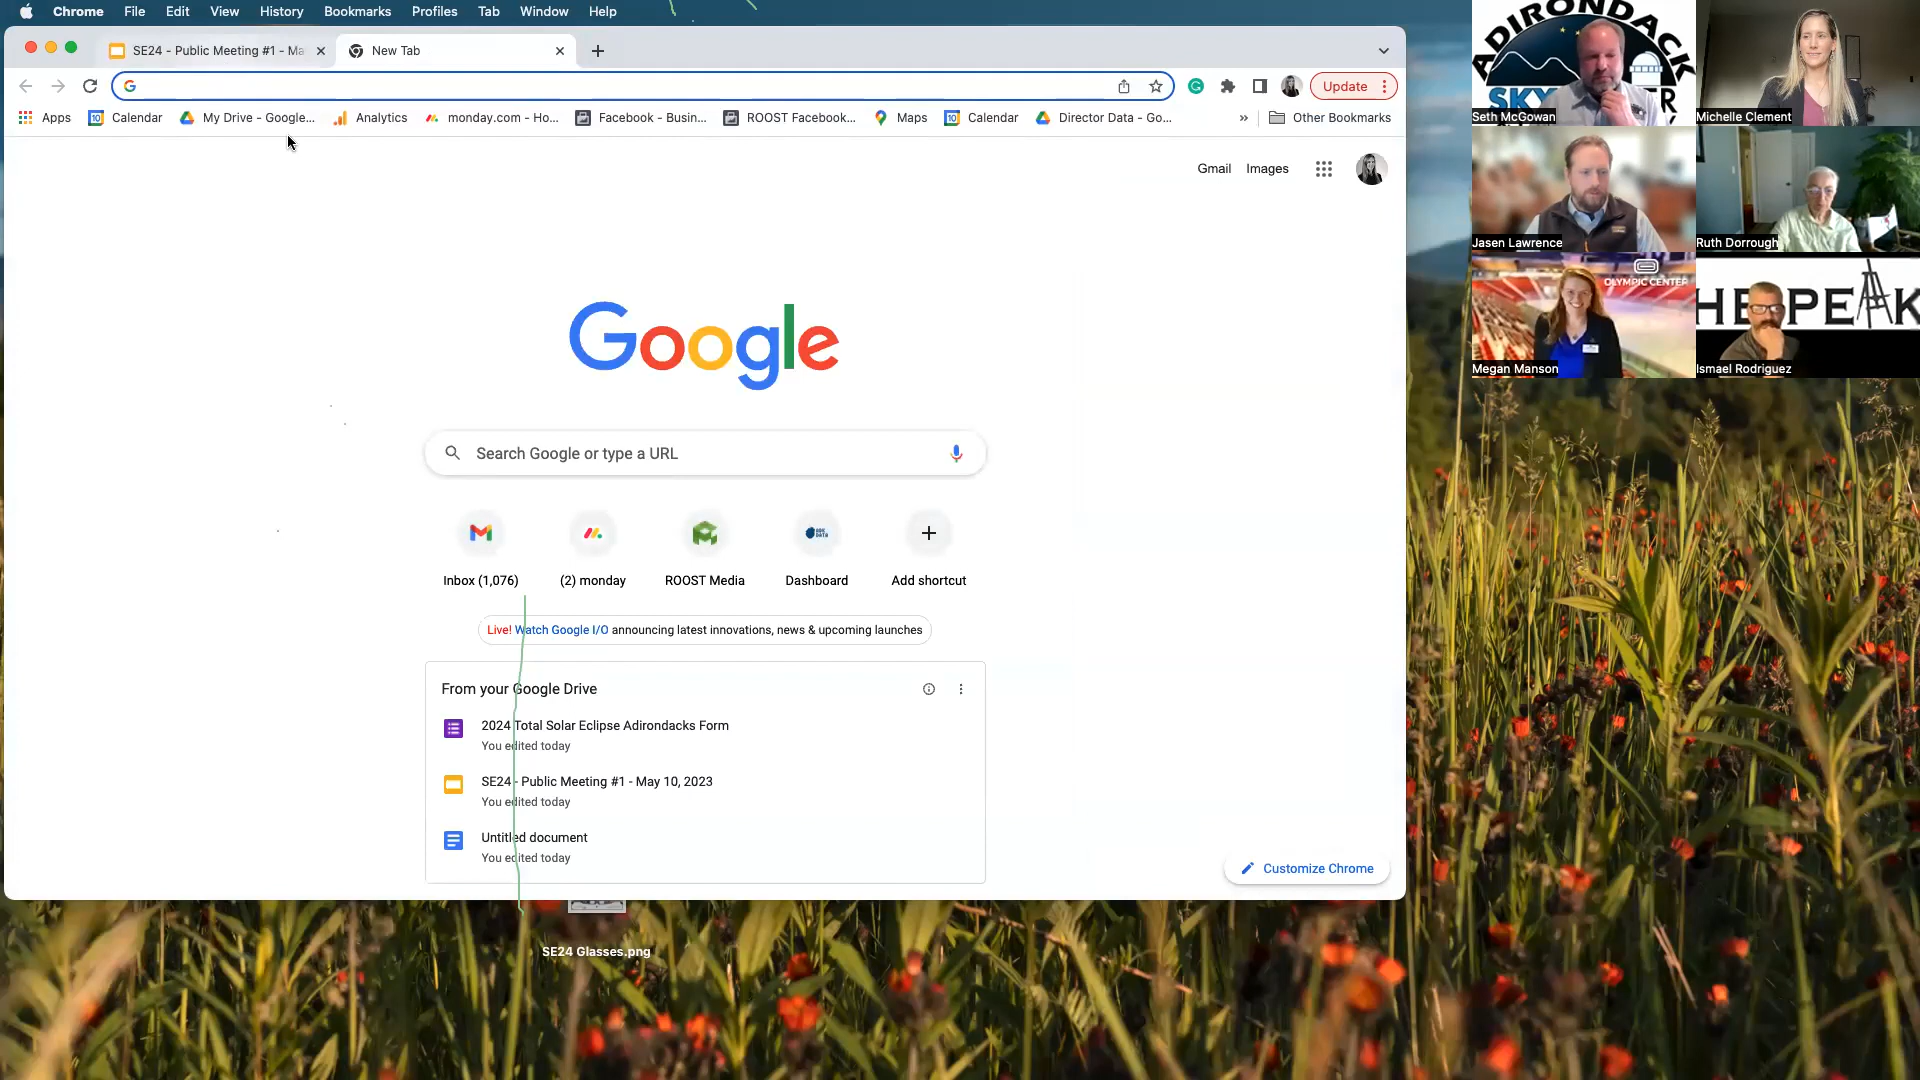 Chrome File Edit View History Bookmarks Profiles Tab Window Help
SE24 - Public Meeting #1 - Ma
New Tab
Update
Apps
Calendar
My Drive - Google...
Analytics
monday.com - Ho...
Facebook - Busin...
ROOST Facebook...
Maps
Calendar
Director Data - Go...
»
Other Bookmarks
Gmail Images
Google
Search Google or type a URL
Inbox (1,076)
(2) monday
ROOST Media
Dashboard
Add shortcut
Live! Watch Google I/O announcing latest innovations, news & upcoming launches
From your Google Drive
2024 Total Solar Eclipse Adirondacks Form
You edited today
SE24 - Public Meeting #1 - May 10, 2023
You edited today
Untitled document
You edited today
Customize Chrome
SE24 Glasses.png
ADIRONDACK
SKY
Seth McGowan
Michelle Clement
Jasen Lawrence
Ruth Dorrough
OLYMPIC CENTER
Megan Manson
HE PEAK
Ismael Rodriguez